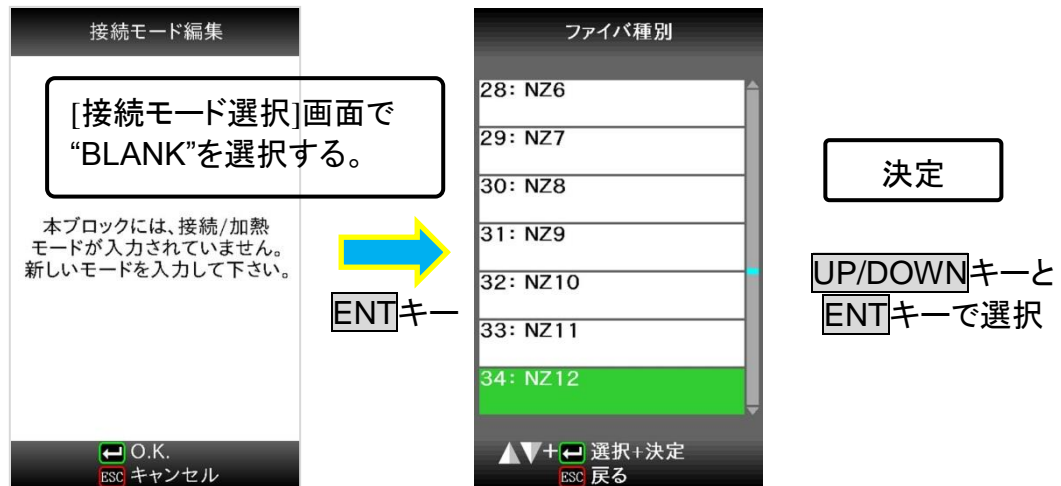 接続モード編集
[接続モード選択]画面で
“BLANK”を選択する。
本ブロックには、接続/加熱
モードが入力されていません。
新しいモードを入力して下さい。
O.K.
ESC キャンセル
ENTキー
ファイバ種別
28: NZ6
29: NZ7
30: NZ8
31: NZ9
32: NZ10
33: NZ11
34: NZ12
▲▼+ 選択+決定
ESC 戻る
決定
UP/DOWNキーと
ENTキーで選択